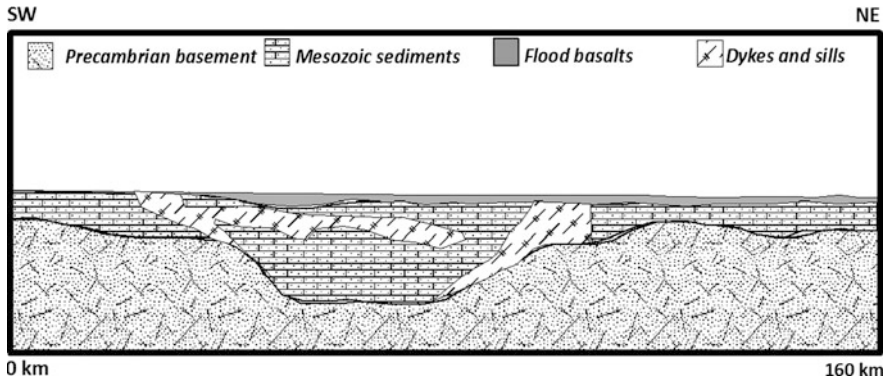 SW NE
Precambrian basement Mesozoic sediments Flood basalts Dykes and sills
0 km 160 km